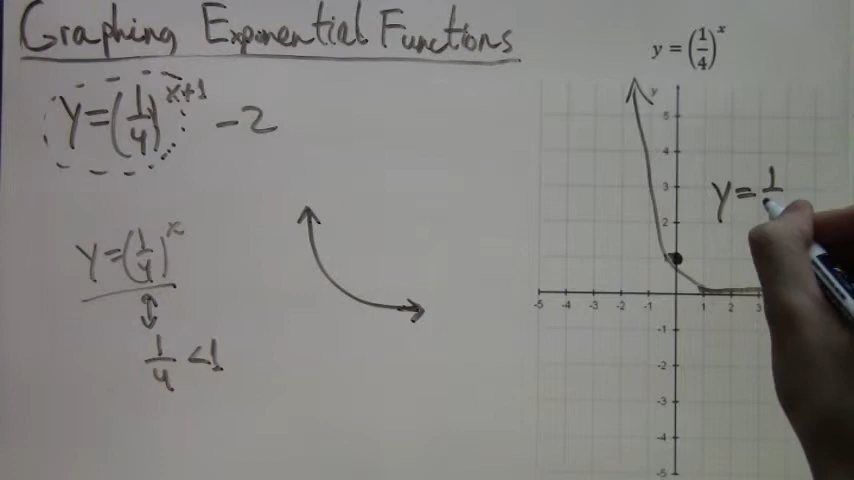 Graphing Exponential Functions
y=(1/4)^x+1 -2
y=(1/4)^x
1/4 <1
y = (1/4)^x
y
5
4
3
2
1
-5 -4 -3 -2 -1 1 2 3
-1
-2
-3
-4
-5
y=1